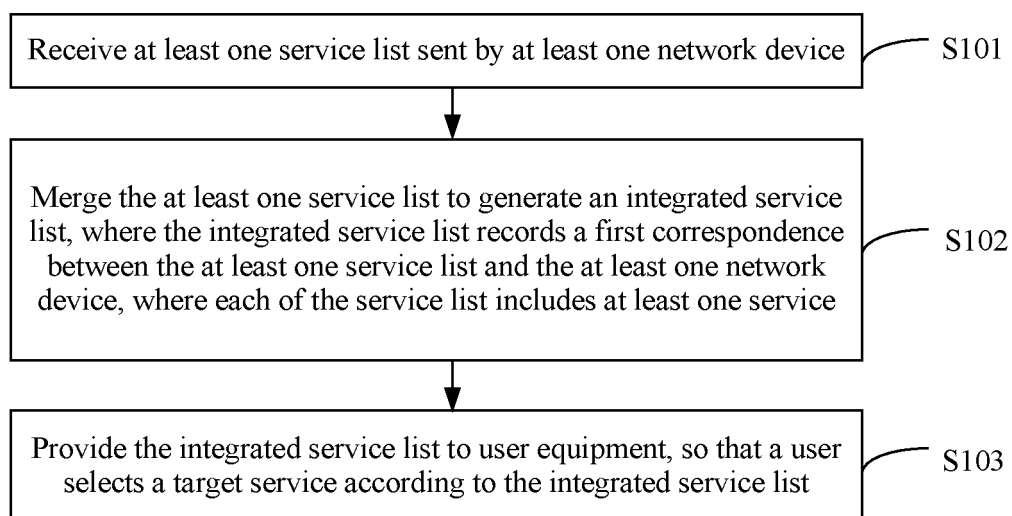 Receive at least one service list sent by at least one network device
S101
Merge the at least one service list to generate an integrated service
list, where the integrated service list records a first correspondence
between the at least one service list and the at least one network
device, where each of the service list includes at least one service
S102
Provide the integrated service list to user equipment, so that a user
selects a target service according to the integrated service list
S103